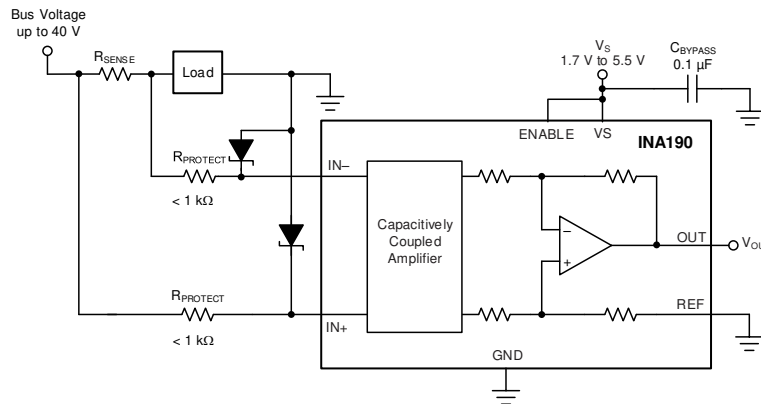 Bus Voltage
up to 40 V
RSENSE
Load
VS
1.7 V to 5.5 V
CBYPASS
0.1 µF
ENABLE
VS
INA190
RPROTECT
< 1 kΩ
IN–
Capacitively
Coupled
Amplifier
–
+
OUT
VOU
RPROTECT
< 1 kΩ
IN+
REF
GND